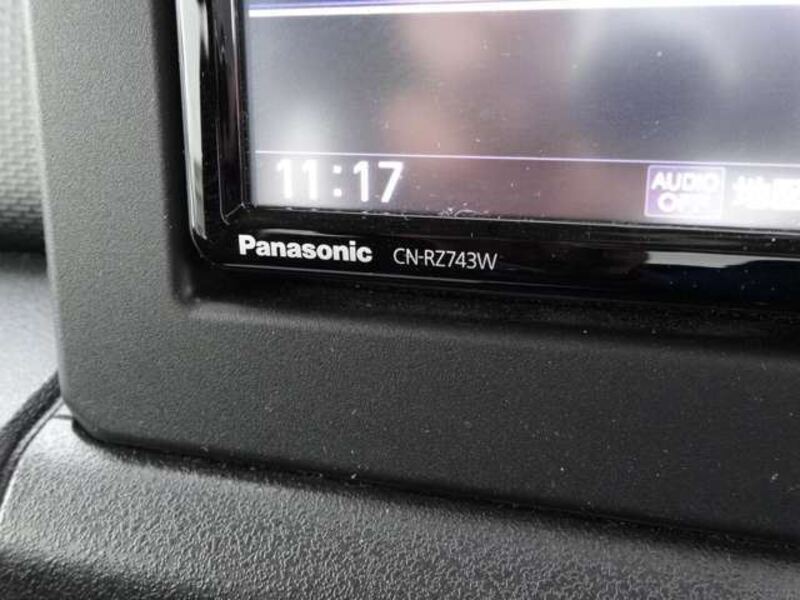 11:17
AUDIO
OFF
Panasonic CN-RZ743W